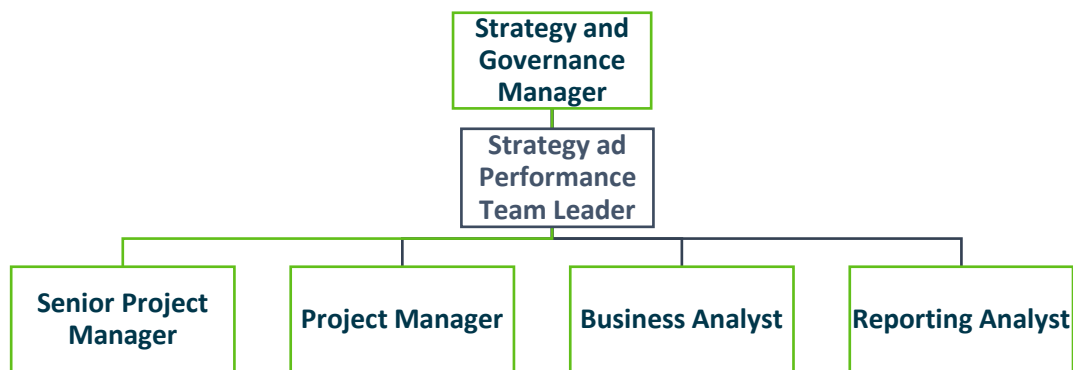 Strategy and
Governance
Manager
Strategy ad
Performance
Team Leader
Senior Project
Manager
Project Manager
Business Analyst
Reporting Analyst